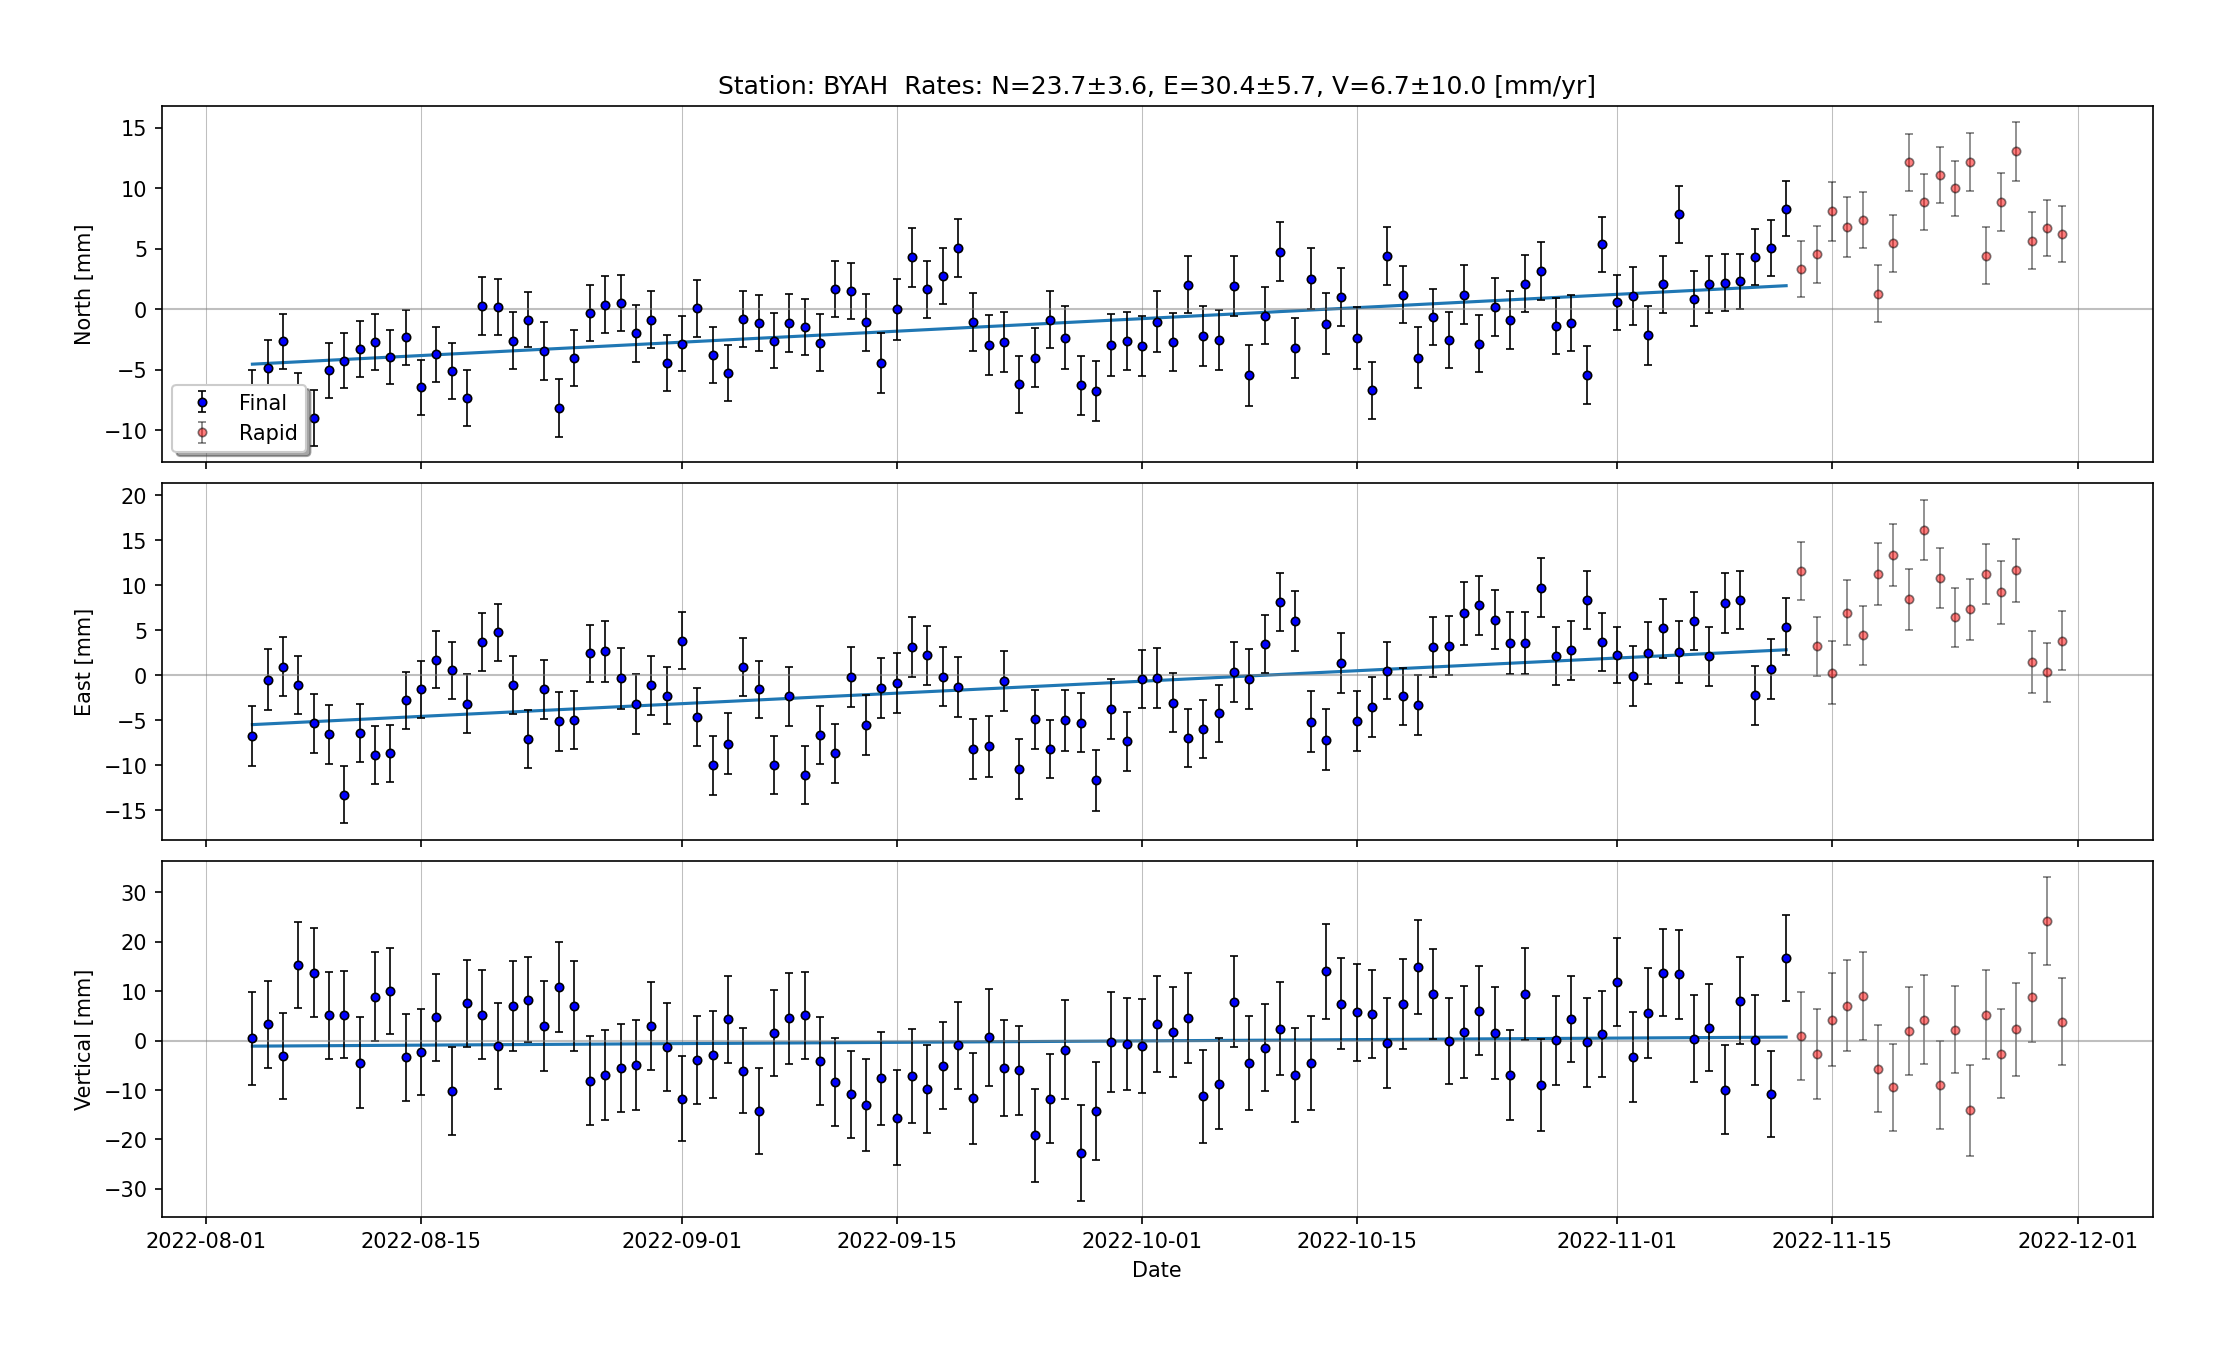 Station: BYAH  Rates: N=23.7±3.6, E=30.4±5.7, V=6.7±10.0 [mm/yr]
North [mm]
15
10
5
0
−5
−10
Final
Rapid
East [mm]
20
15
10
5
0
−5
−10
−15
Vertical [mm]
30
20
10
0
−10
−20
−30
2022-08-01 2022-08-15 2022-09-01 2022-09-15 2022-10-01 2022-10-15 2022-11-01 2022-11-15 2022-12-01
Date